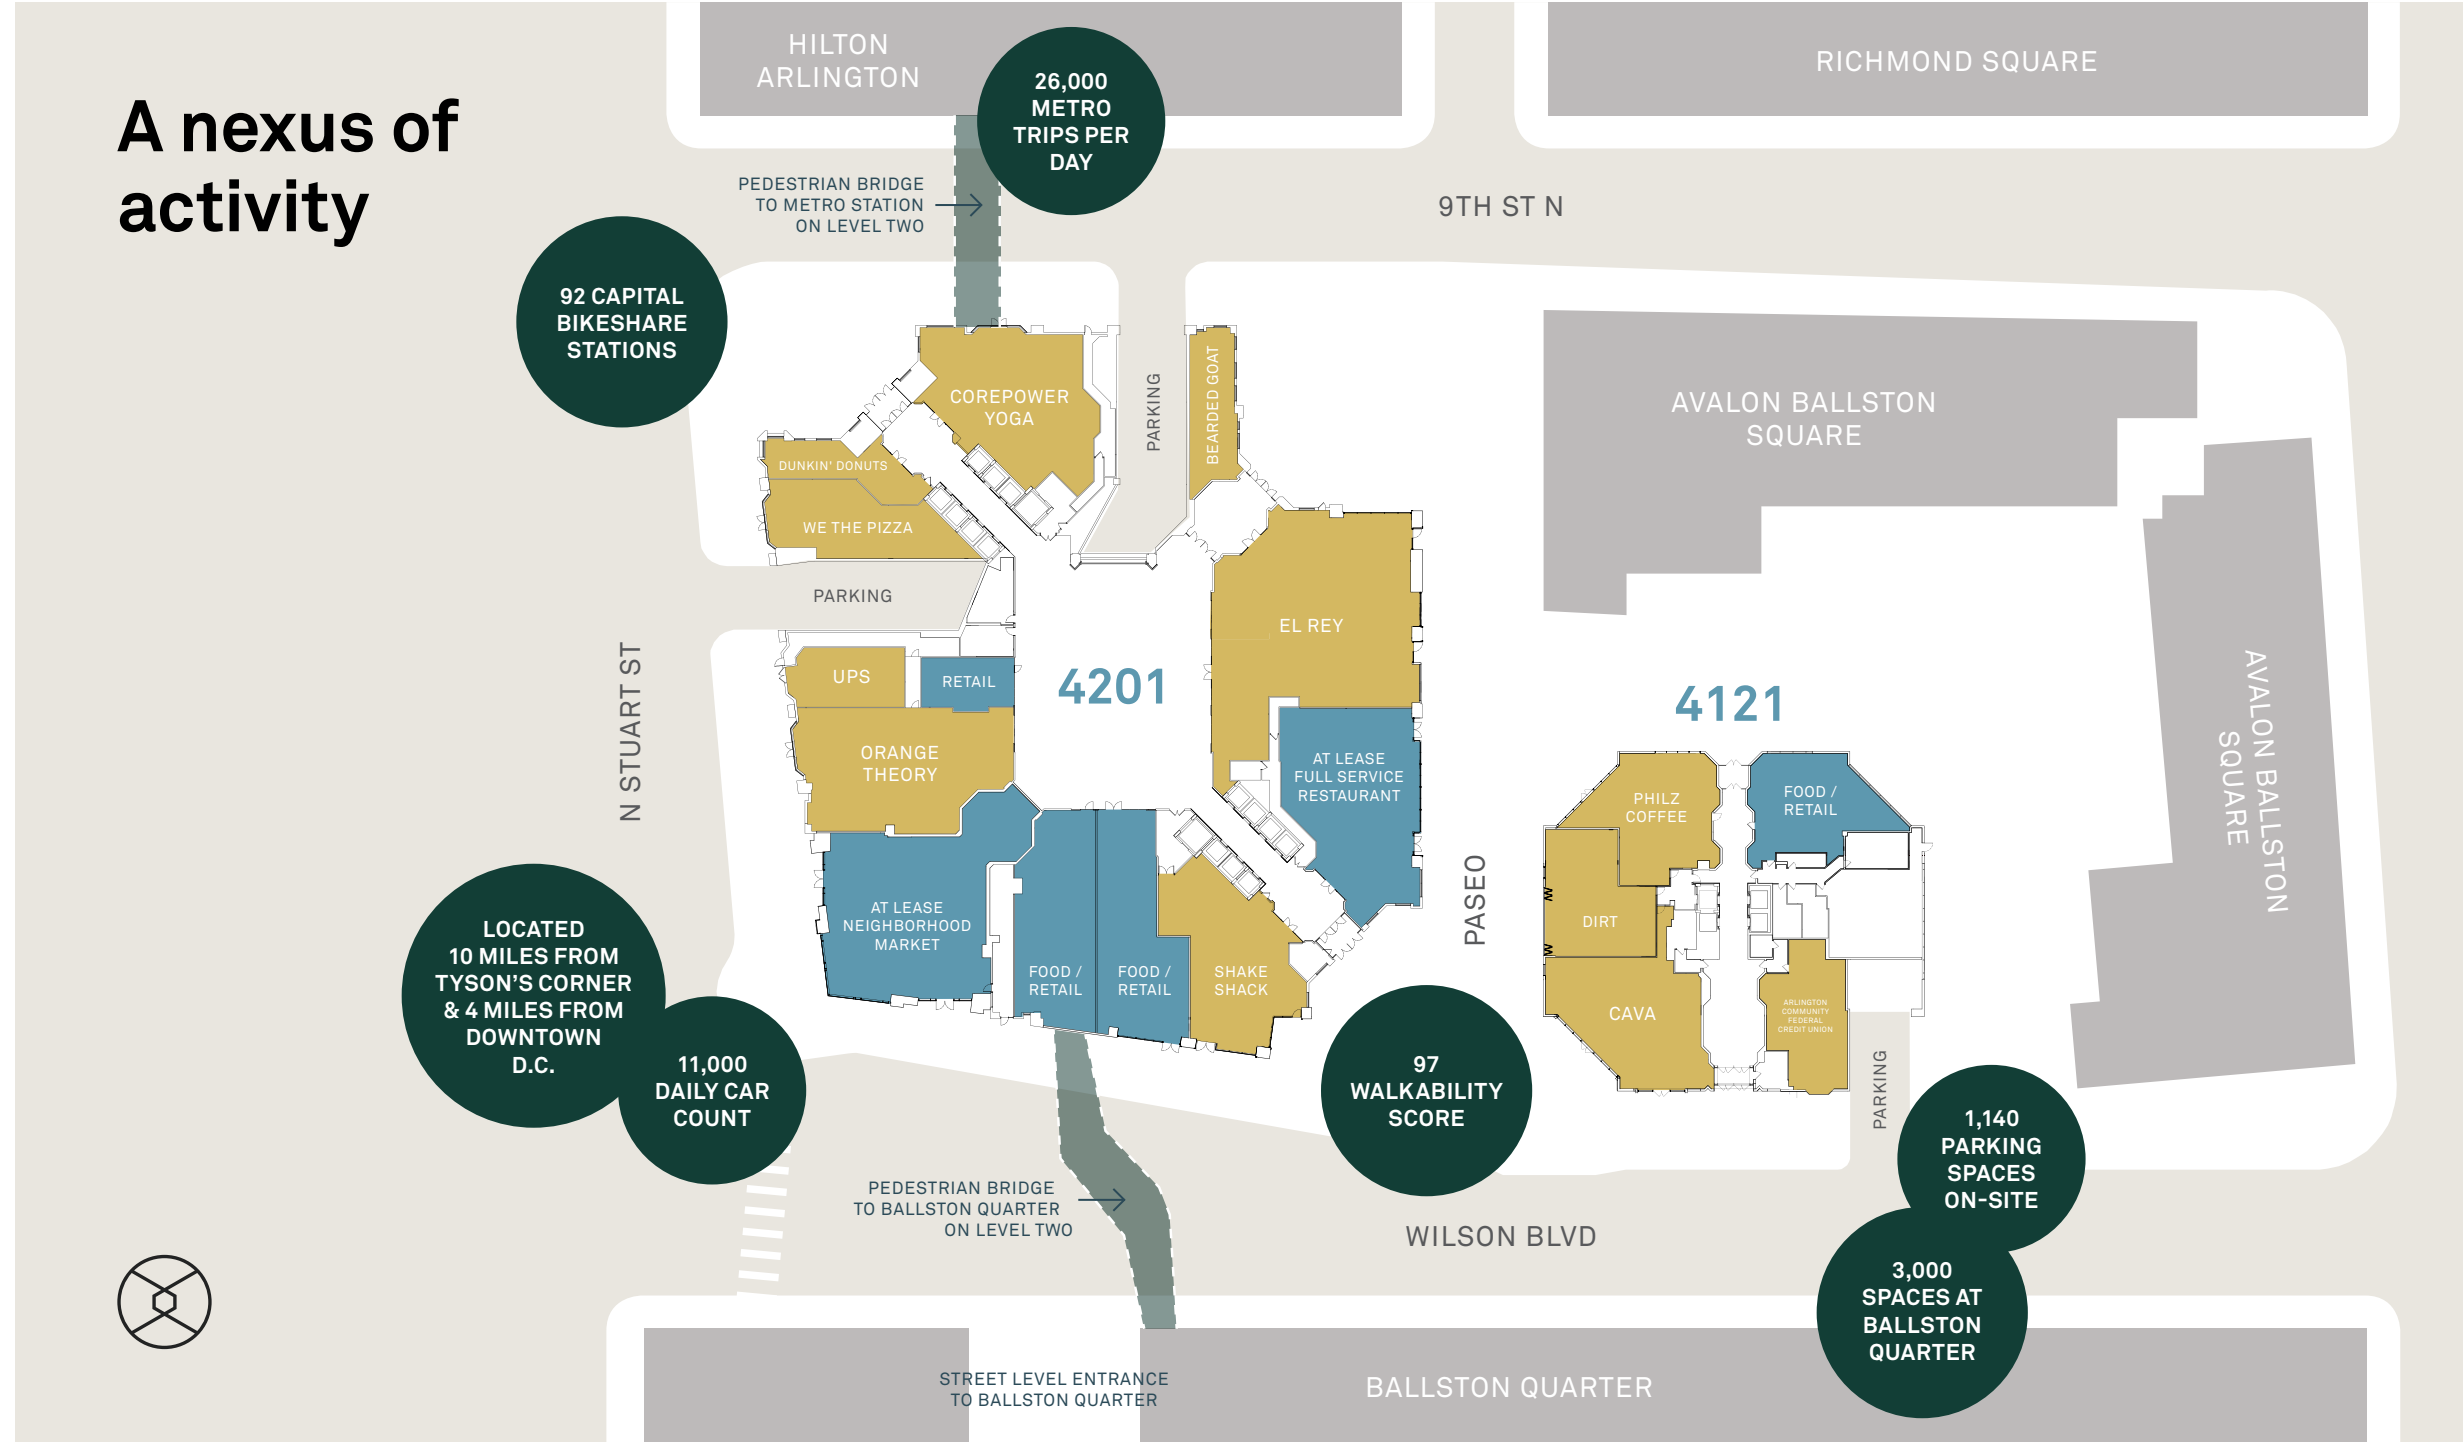 A nexus of
activity
HILTON
ARLINGTON
26,000
METRO
TRIPS PER
DAY
RICHMOND SQUARE
PEDESTRIAN BRIDGE
TO METRO STATION
ON LEVEL TWO
9TH ST N
92 CAPITAL
BIKESHARE
STATIONS
COREPOWER
YOGA
PARKING
BEARDED GOAT
AVALON BALLSTON
SQUARE
DUNKIN' DONUTS
WE THE PIZZA
PARKING
EL REY
N STUART ST
UPS
RETAIL
4201
4121
AVALON BALLSTON
SQUARE
ORANGE
THEORY
AT LEASE
FULL SERVICE
RESTAURANT
PHILZ
COFFEE
FOOD /
RETAIL
PASEO
AT LEASE
NEIGHBORHOOD
MARKET
DIRT
FOOD /
RETAIL
FOOD /
RETAIL
SHAKE
SHACK
CAVA
ARLINGTON
COMMUNITY
FEDERAL
CREDIT UNION
LOCATED
10 MILES FROM
TYSON'S CORNER
& 4 MILES FROM
DOWNTOWN
D.C.
11,000
DAILY CAR
COUNT
97
WALKABILITY
SCORE
PARKING
1,140
PARKING
SPACES
ON-SITE
PEDESTRIAN BRIDGE
TO BALLSTON QUARTER
ON LEVEL TWO
WILSON BLVD
3,000
SPACES AT
BALLSTON
QUARTER
STREET LEVEL ENTRANCE
TO BALLSTON QUARTER
BALLSTON QUARTER